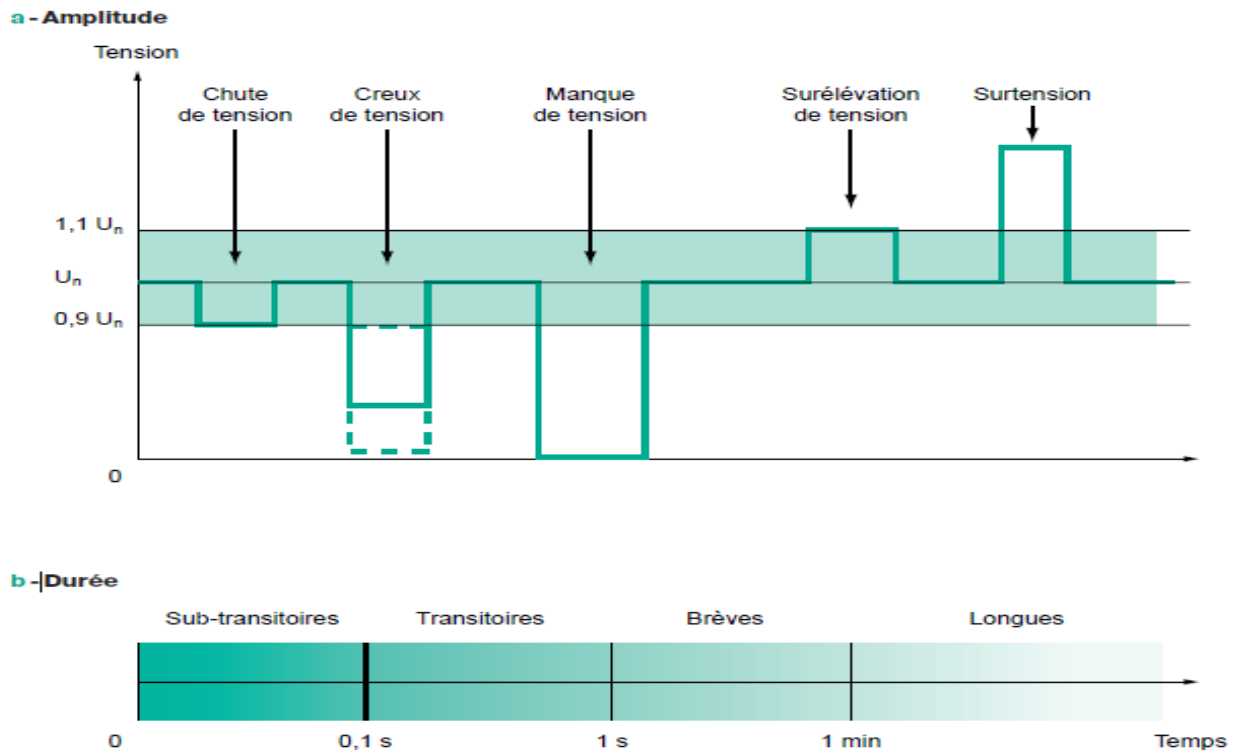 a - Amplitude
Tension
Chute
de tension
Creux
de tension
Manque
de tension
Surélévation
de tension
Surtension
1,1 Un
Un
0,9 Un
0
b - Durée
Sub-transitoires
Transitoires
Brèves
Longues
0
0,1 s
1 s
1 min
Temps